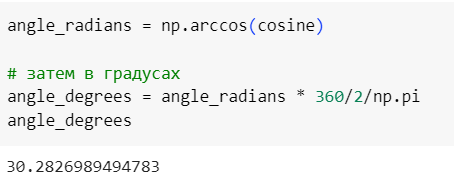 angle_radians = np.arccos(cosine)
# затем в градусах
angle_degrees = angle_radians * 360/2/np.pi
angle_degrees
30.2826989494783